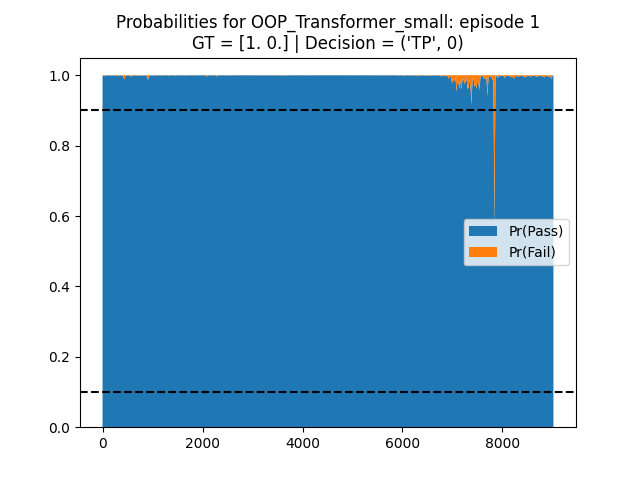 Probabilities for OOP_Transformer_small: episode 1
GT = [1. 0.] | Decision = ('TP', 0)
1.0
0.8
0.6
0.4
0.2
0.0
Pr(Pass)
Pr(Fail)
0
2000
4000
6000
8000